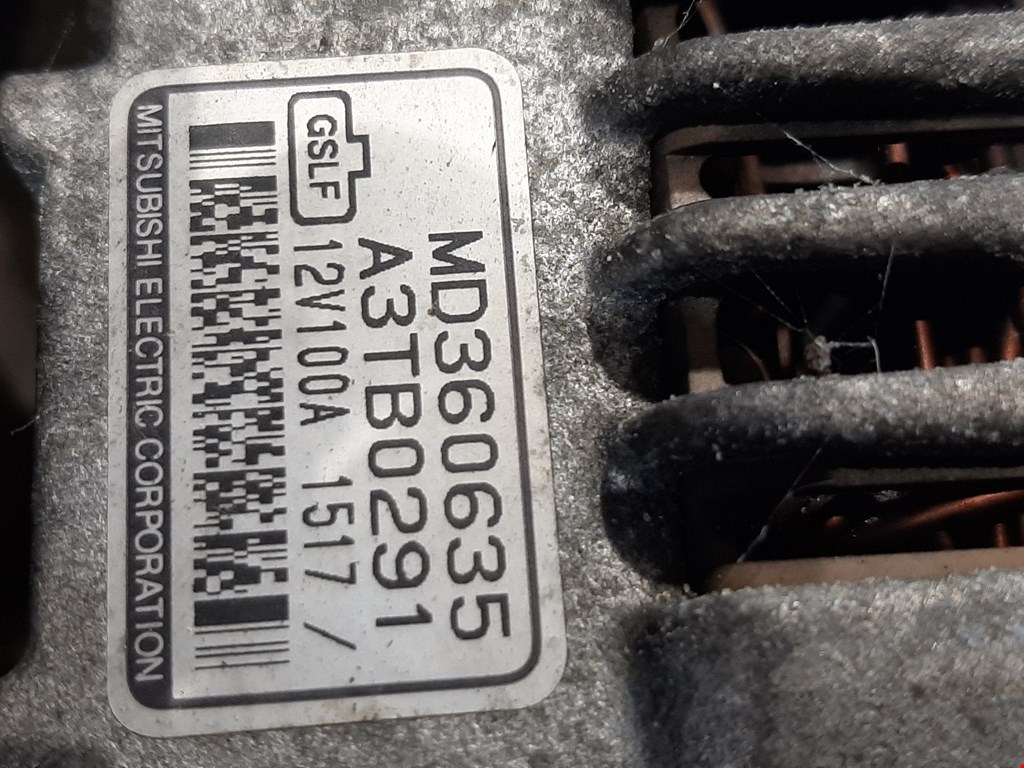 MD360635
A3TB0291
GSLF 12V100A 1517 /
MITSUBISHI ELECTRIC CORPORATION